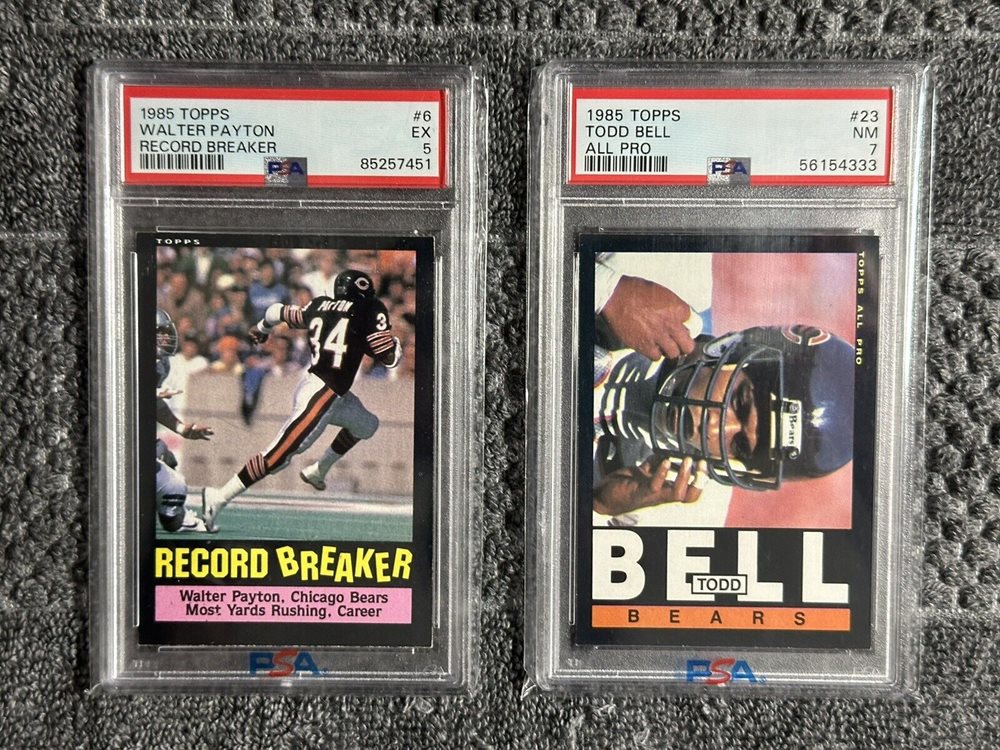 1985 TOPPS #6
WALTER PAYTON EX
RECORD BREAKER 5
PSA 85257451
TOPPS
PAYTON
34
34
RECORD BREAKER
Walter Payton, Chicago Bears
Most Yards Rushing, Career
PSA
1985 TOPPS #23
TODD BELL NM
ALL PRO 7
PSA 56154333
TOPPS ALL PRO
Bears
BELL
TODD
BEARS
PSA